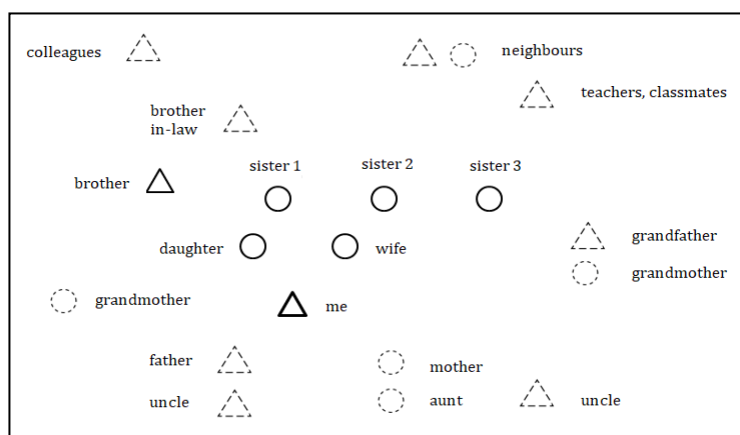 colleagues
neighbours
teachers, classmates
brother
in-law
sister 1
sister 2
sister 3
brother
daughter
wife
grandfather
grandmother
grandmother
me
father
mother
uncle
aunt
uncle